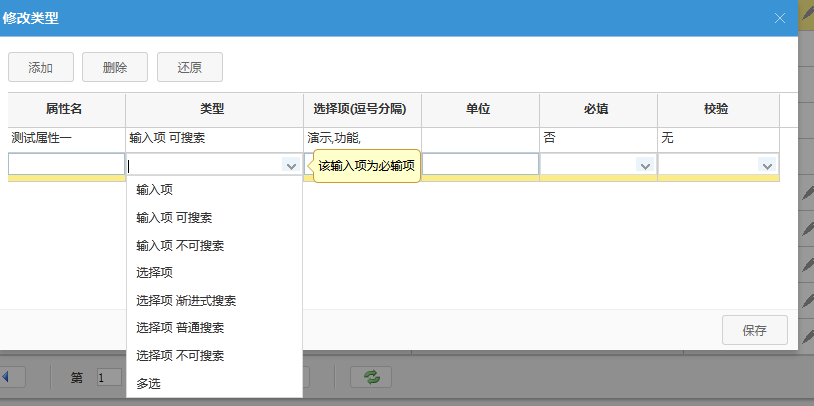 修改类型
添加 删除 还原
属性名 类型 选择项(逗号分隔) 单位 必填 校验
测试属性一 输入项 可搜索 演示,功能, 否 无
该输入项为必输项
输入项
输入项 可搜索
输入项 不可搜索
选择项
选择项 渐进式搜索
选择项 普通搜索
选择项 不可搜索
多选
保存
第 1